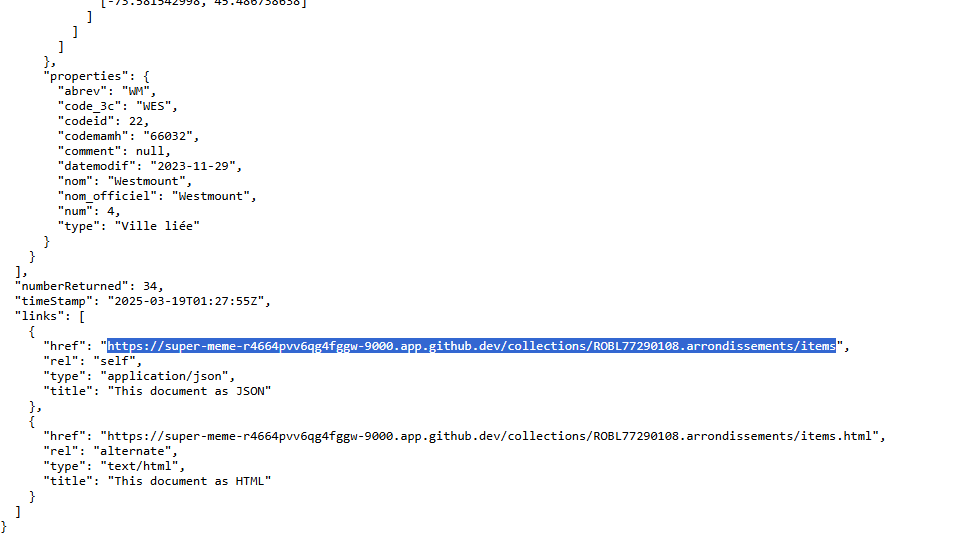 [-73.581542998, 45.486738638]
]
]
]
},
"properties": {
"abrev": "WM",
"code_3c": "WES",
"codeid": 22,
"codemamh": "66032",
"comment": null,
"datemodif": "2023-11-29",
"nom": "Westmount",
"nom_officiel": "Westmount",
"num": 4,
"type": "Ville liée"
}
}
],
"numberReturned": 34,
"timeStamp": "2025-03-19T01:27:55Z",
"links": [
{
"href": "https://super-meme-r4664pvv6qg4fggw-9000.app.github.dev/collections/ROBL77290108.arrondissements/items",
"rel": "self",
"type": "application/json",
"title": "This document as JSON"
},
{
"href": "https://super-meme-r4664pvv6qg4fggw-9000.app.github.dev/collections/ROBL77290108.arrondissements/items.html",
"rel": "alternate",
"type": "text/html",
"title": "This document as HTML"
}
]
}